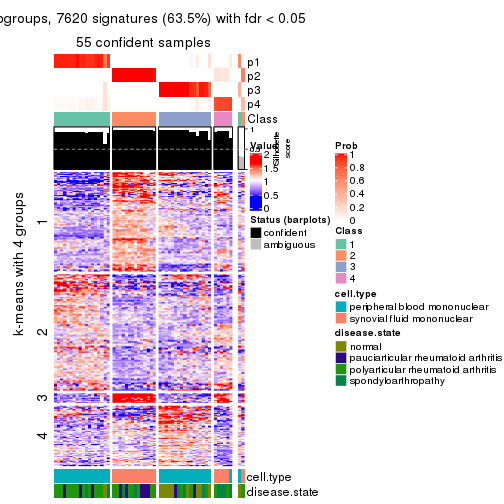 ogroups, 7620 signatures (63.5%) with fdr < 0.05
55 confident samples
p1
p2
p3
p4
Class
1
0.5
0
Silhouette
score
k-means with 4 groups
1
2
3
4
cell.type
disease.state
Value
2
1.5
1
0.5
0
Status (barplots)
confident
ambiguous
Prob
1
0.8
0.6
0.4
0.2
0
Class
1
2
3
4
cell.type
peripheral blood mononuclear
synovial fluid mononuclear
disease.state
normal
pauciarticular rheumatoid arthritis
polyarticular rheumatoid arthritis
spondyloarthropathy